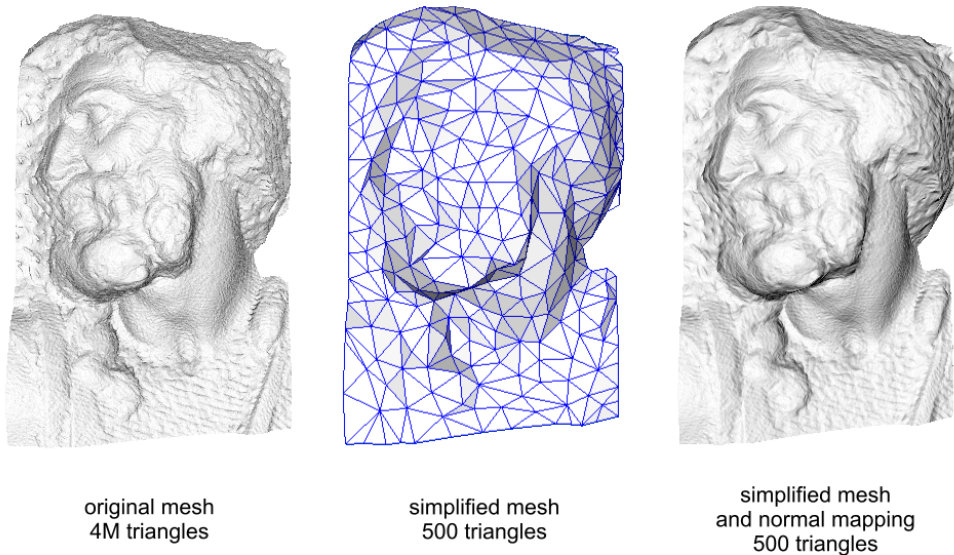 original mesh
4M triangles
simplified mesh
500 triangles
simplified mesh
and normal mapping
500 triangles